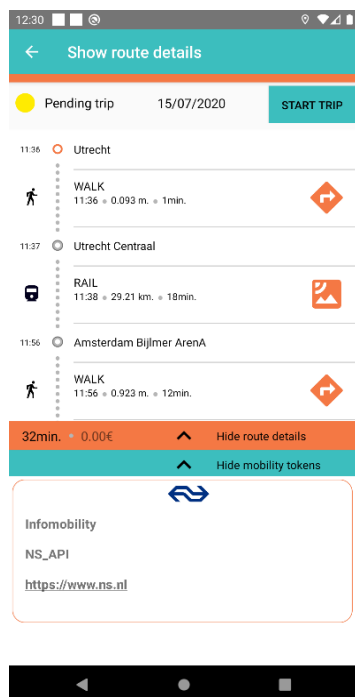 12:30
Show route details
Pending trip 15/07/2020 START TRIP
11:36 Utrecht
WALK
11:36 • 0.093 m. • 1min.
11:37 Utrecht Centraal
RAIL
11:38 • 29.21 km. • 18min.
11:56 Amsterdam Bijlmer ArenA
WALK
11:56 • 0.923 m. • 12min.
32min. • 0.00€ Hide route details
Hide mobility tokens
Infomobility
NS_API
https://www.ns.nl